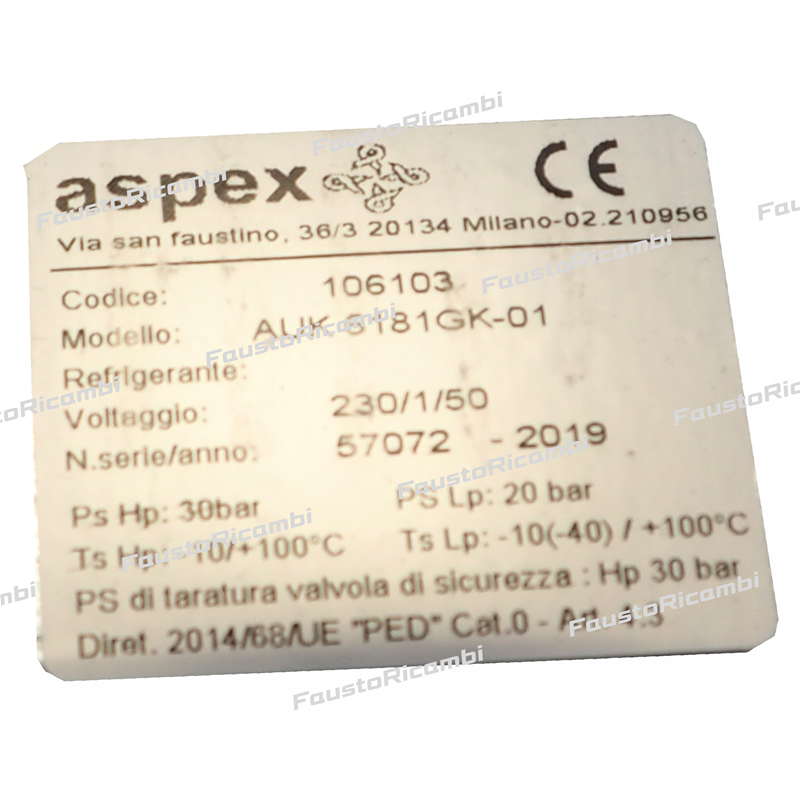 aspex CE
Via san faustino, 36/3 20134 Milano-02.210956
Codice: 106103
Modello: AUK 6181GK-01
Refrigerante:
Voltaggio: 230/1/50
N.serie/anno: 57072 - 2019
Ps Hp: 30bar PS Lp: 20 bar
Ts Hp: -10/+100°C Ts Lp: -10(-40) / +100°C
PS di taratura valvola di sicurezza : Hp 30 bar
Diret. 2014/68/UE "PED" Cat.0 - Art.
FaustoRicambi